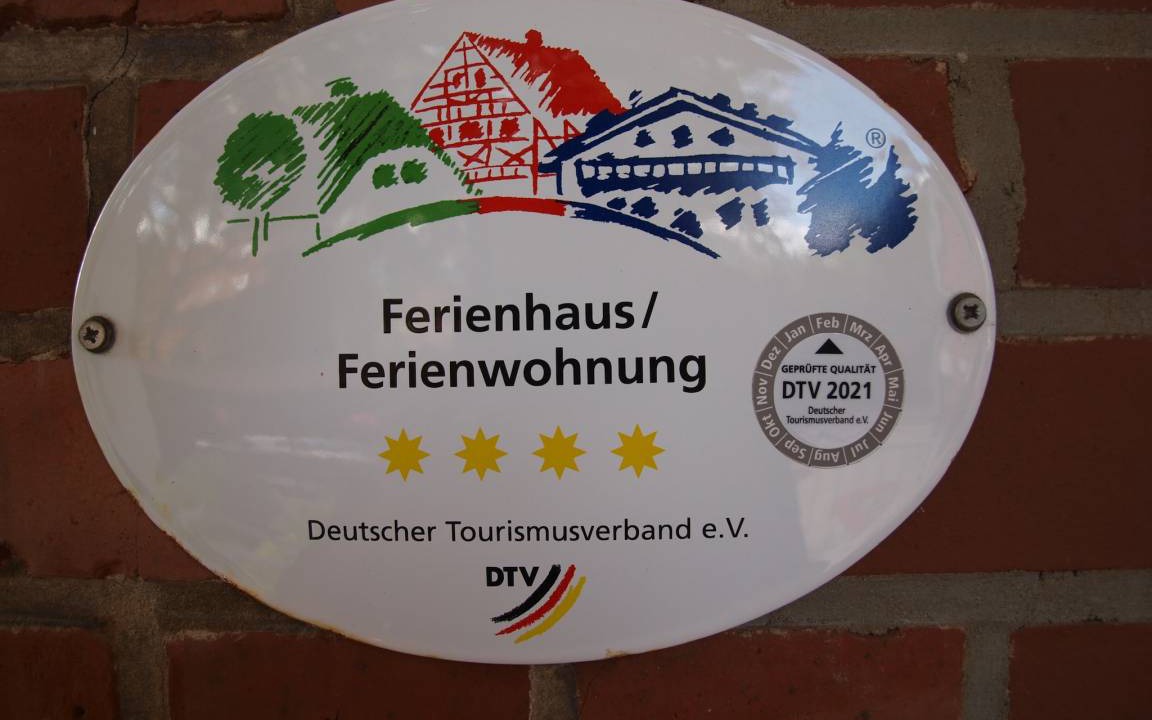 ®
Ferienhaus/
Ferienwohnung
Jan Feb Mrz Apr Mai Jun Jul Aug Sep Okt Nov Dez
GEPRÜFTE QUALITÄT
DTV 2021
Deutscher
Tourismusverband e.V.
Deutscher Tourismusverband e.V.
DTV